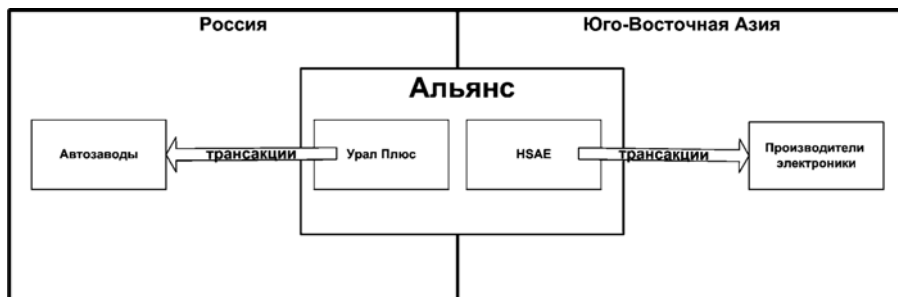 Россия
Юго-Восточная Азия
Альянс
Автозаводы
трансакции
Урал Плюс
HSAE
трансакции
Производители
электроники